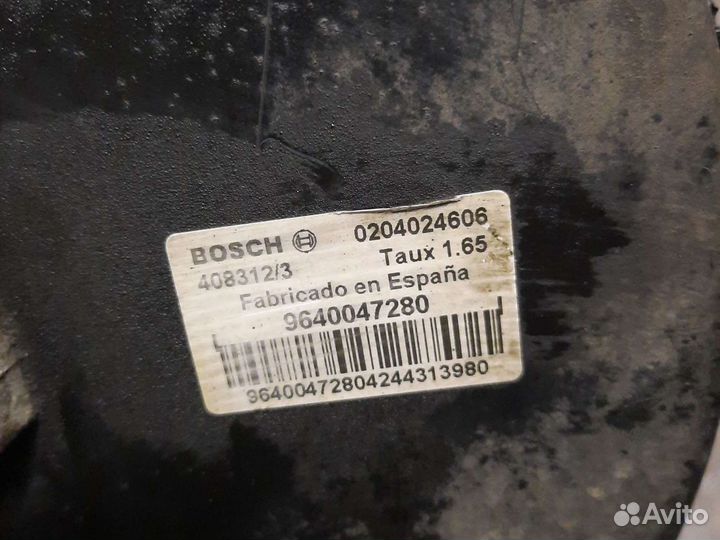 BOSCH 0204024606
408312/3 Taux 1.65
Fabricado en España
9640047280
96400472804244313980
Avito